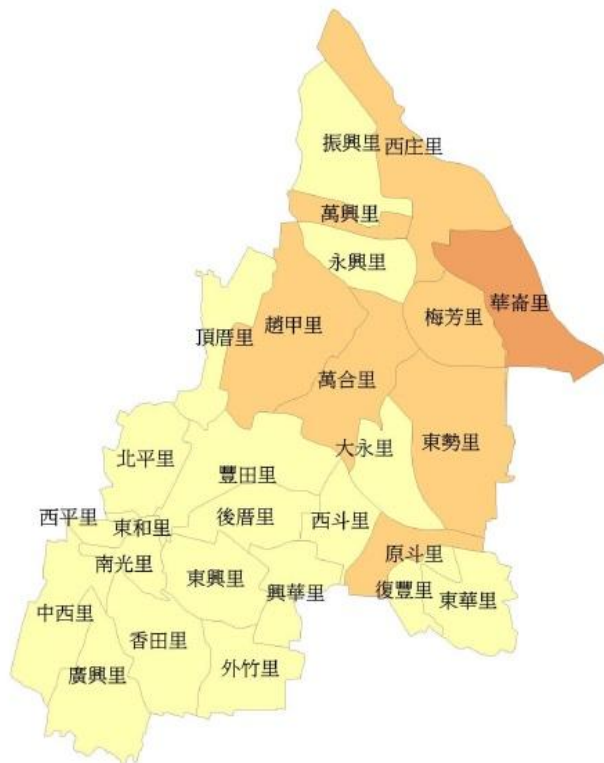 振興里
西庄里
萬興里
永興里
華崙里
梅芳里
趙甲里
頂厝里
萬合里
大永里
東勢里
北平里
豐田里
西平里
東和里
後厝里
西斗里
原斗里
南光里
東興里
興華里
復豐里
東華里
中西里
香田里
外竹里
廣興里